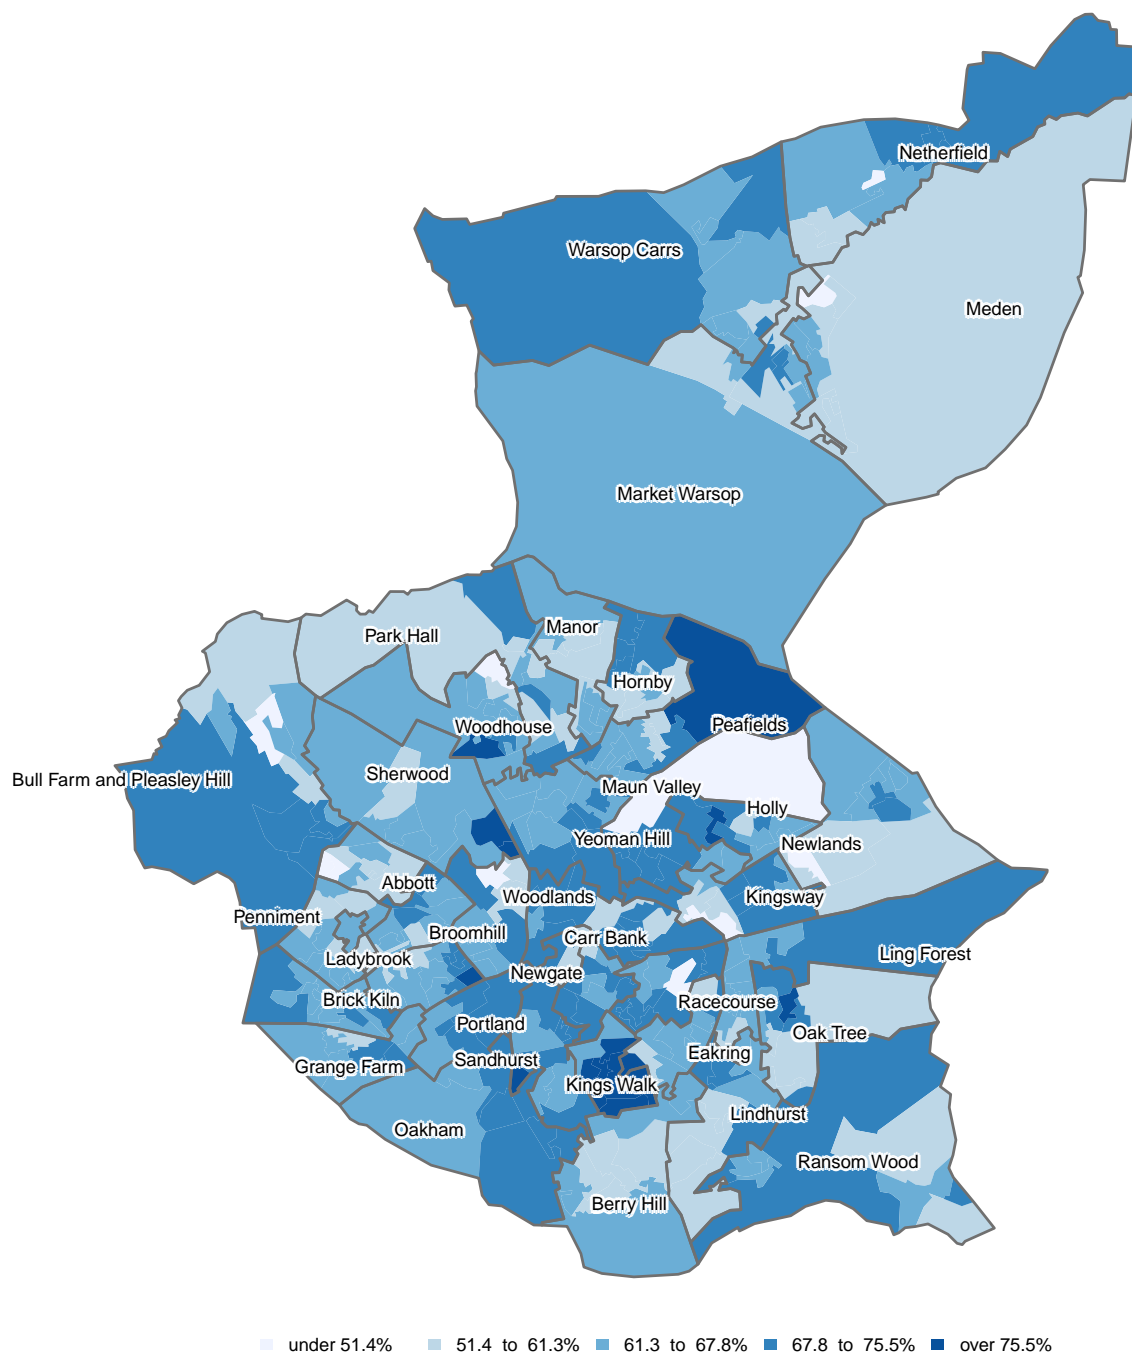 Netherfield
Warsop Carrs
Meden
Market Warsop
Manor
Park Hall
Hornby
Peafields
Woodhouse
Sherwood
Bull Farm and Pleasley Hill
Maun Valley
Holly
Yeoman Hill
Newlands
Abbott
Woodlands
Kingsway
Penniment
Broomhill
Carr Bank
Ladybrook
Ling Forest
Newgate
Brick Kiln
Racecourse
Portland
Oak Tree
Sandhurst
Eakring
Grange Farm
Kings Walk
Lindhurst
Oakham
Ransom Wood
Berry Hill
under 51.4% 51.4 to 61.3% 61.3 to 67.8% 67.8 to 75.5% over 75.5%